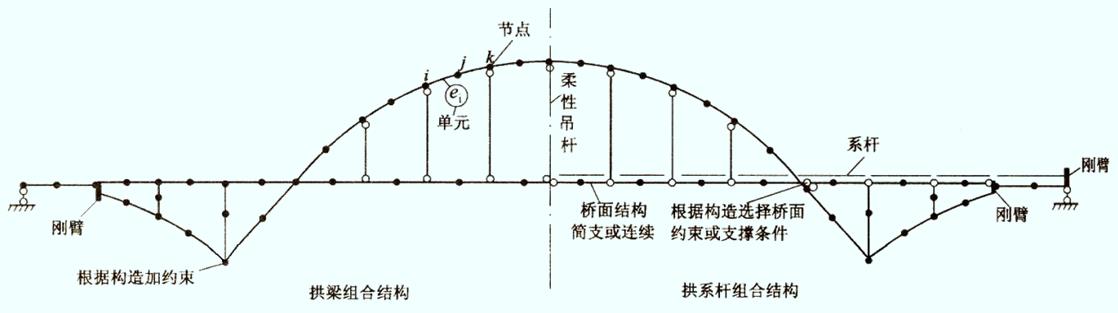 节点
i
j
k
e₁
单元
柔性吊杆
系杆
刚臂
刚臂
桥面结构
简支或连续
根据构造选择桥面
约束或支撑条件
刚臂
根据构造加约束
拱梁组合结构
拱系杆组合结构